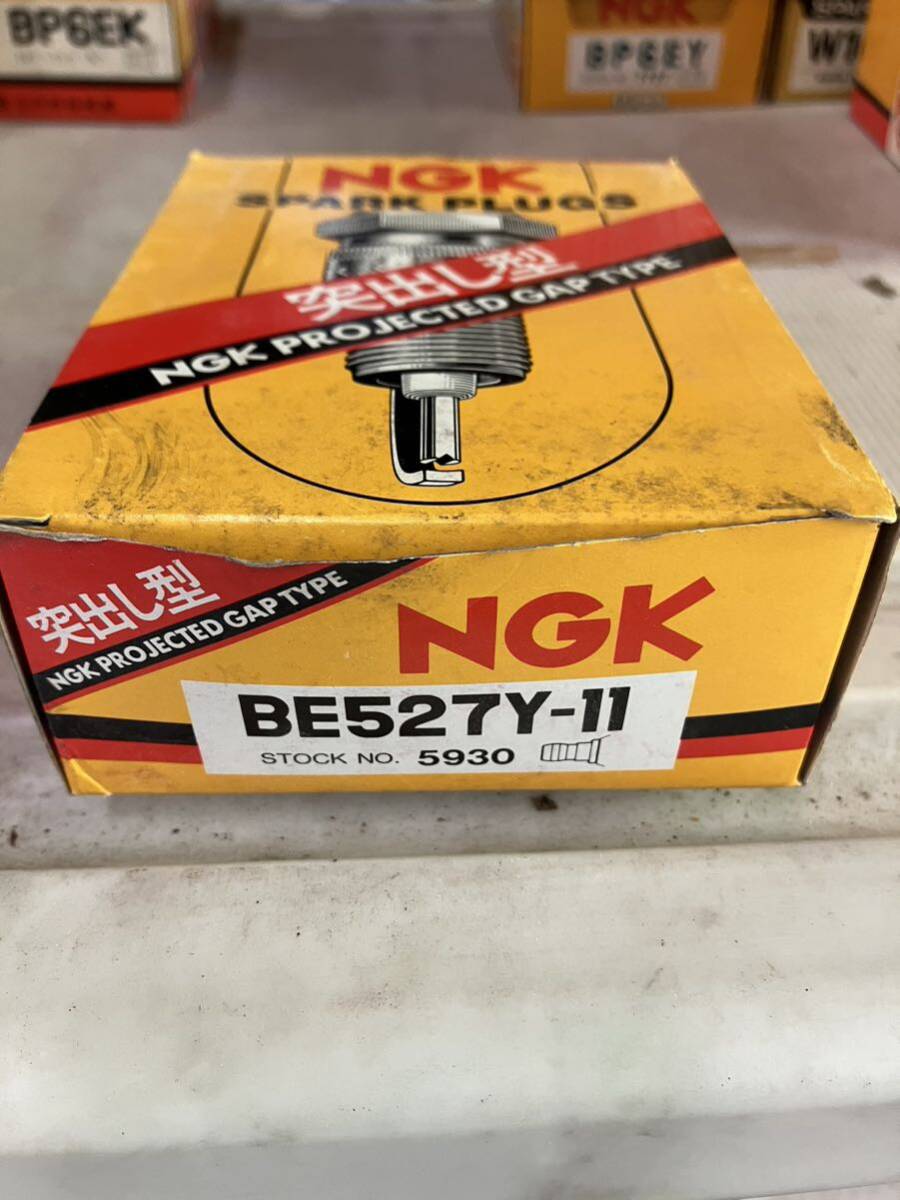 BP6EK
NGK
BP6EY
W1
NGK
SPARK PLUGS
突出し型
NGK PROJECTED GAP TYPE
突出し型
NGK PROJECTED GAP TYPE
NGK
BE527Y-11
STOCK NO. 5930